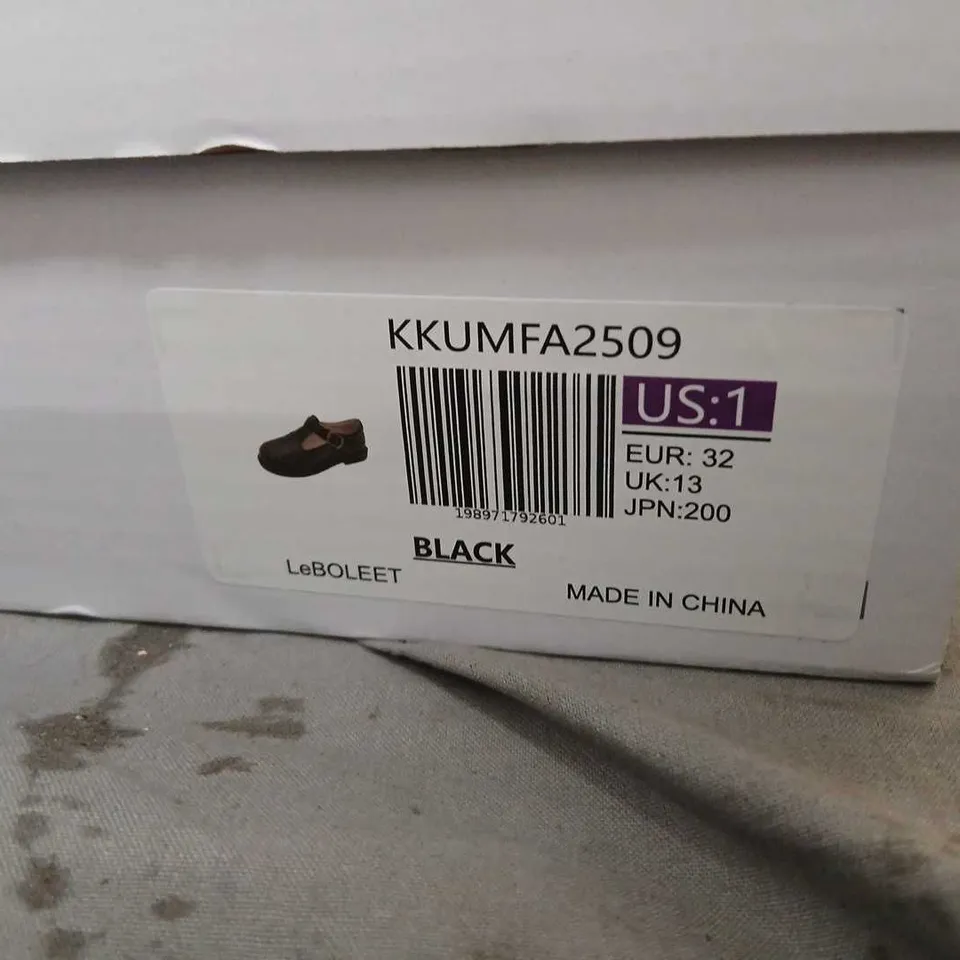 KKUMFA2509
US:1
EUR: 32
UK:13
JPN:200
198971792601
BLACK
LeBOLEET
MADE IN CHINA